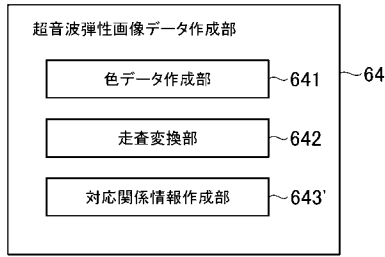 超音波弾性画像データ作成部
色データ作成部 641
64
走査変換部 642
対応関係情報作成部 643'